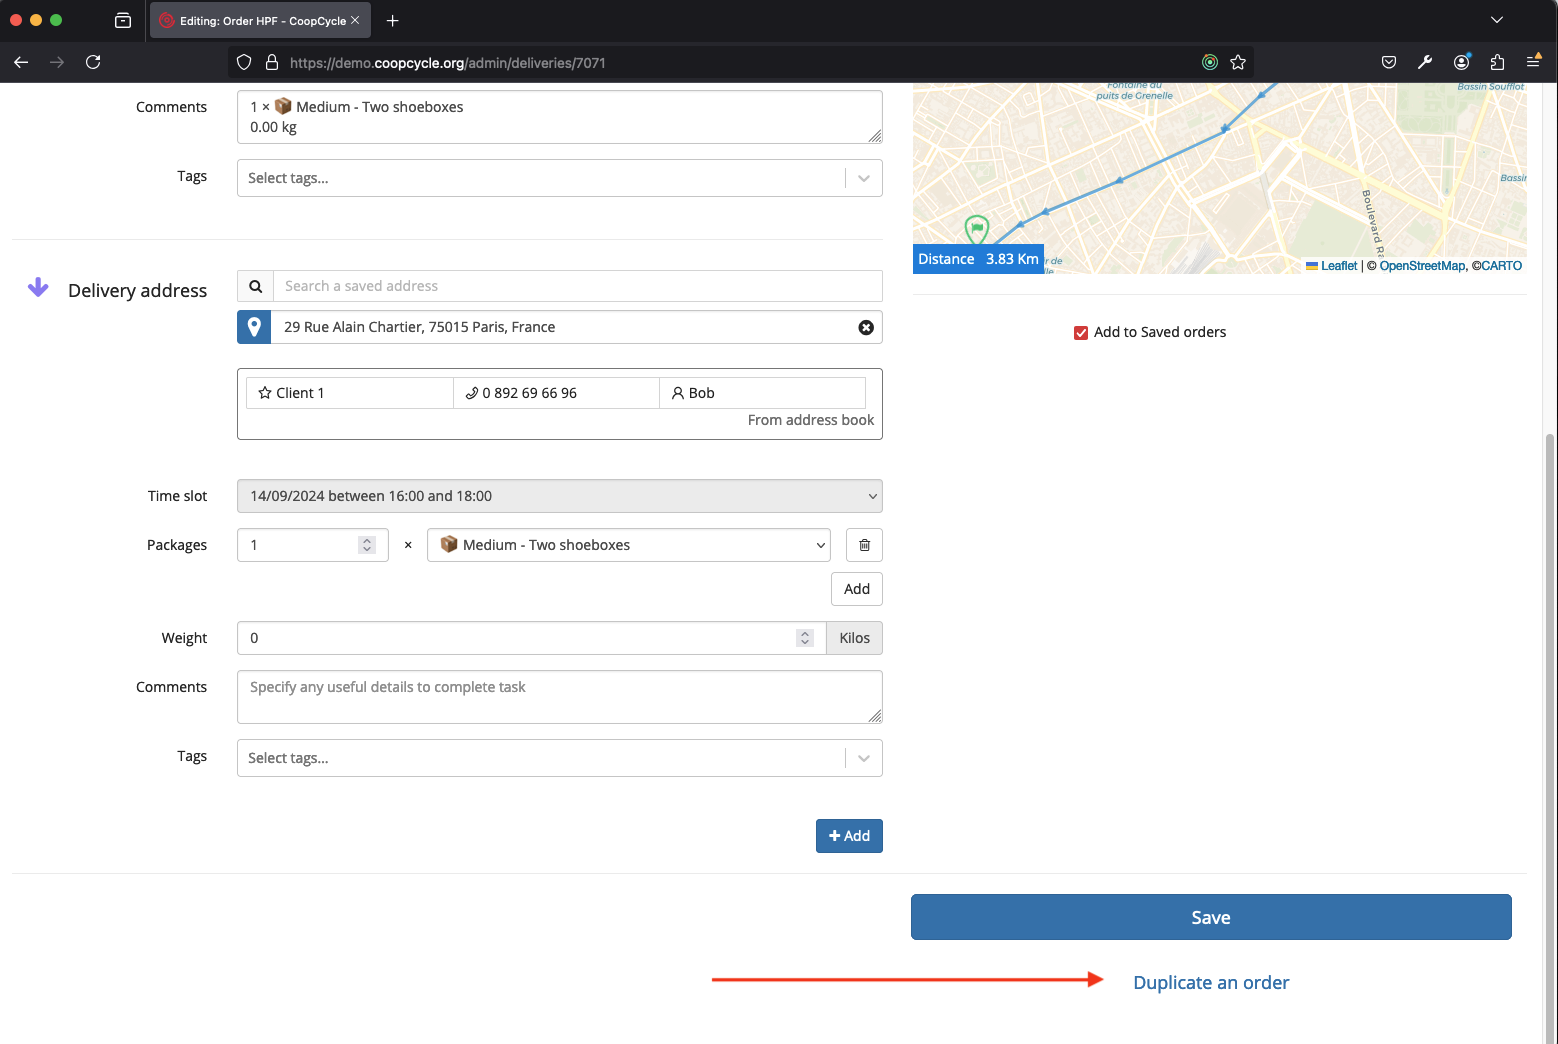 Editing: Order HPF - CoopCycle
https://demo.coopcycle.org/admin/deliveries/7071
Comments
1 × 📦 Medium - Two shoeboxes
0.00 kg
Tags
Select tags...
Fontaine du
puits de Grenelle
Bassin Soufflot
Bassin
Boulevard Ra
Distance 3.83 Km
Leaflet | © OpenStreetMap, ©CARTO
Delivery address
Search a saved address
29 Rue Alain Chartier, 75015 Paris, France
Add to Saved orders
Client 1
0 892 69 66 96
Bob
From address book
Time slot
14/09/2024 between 16:00 and 18:00
Packages
1
×
📦 Medium - Two shoeboxes
Add
Weight
0
Kilos
Comments
Specify any useful details to complete task
Tags
Select tags...
+ Add
Save
Duplicate an order